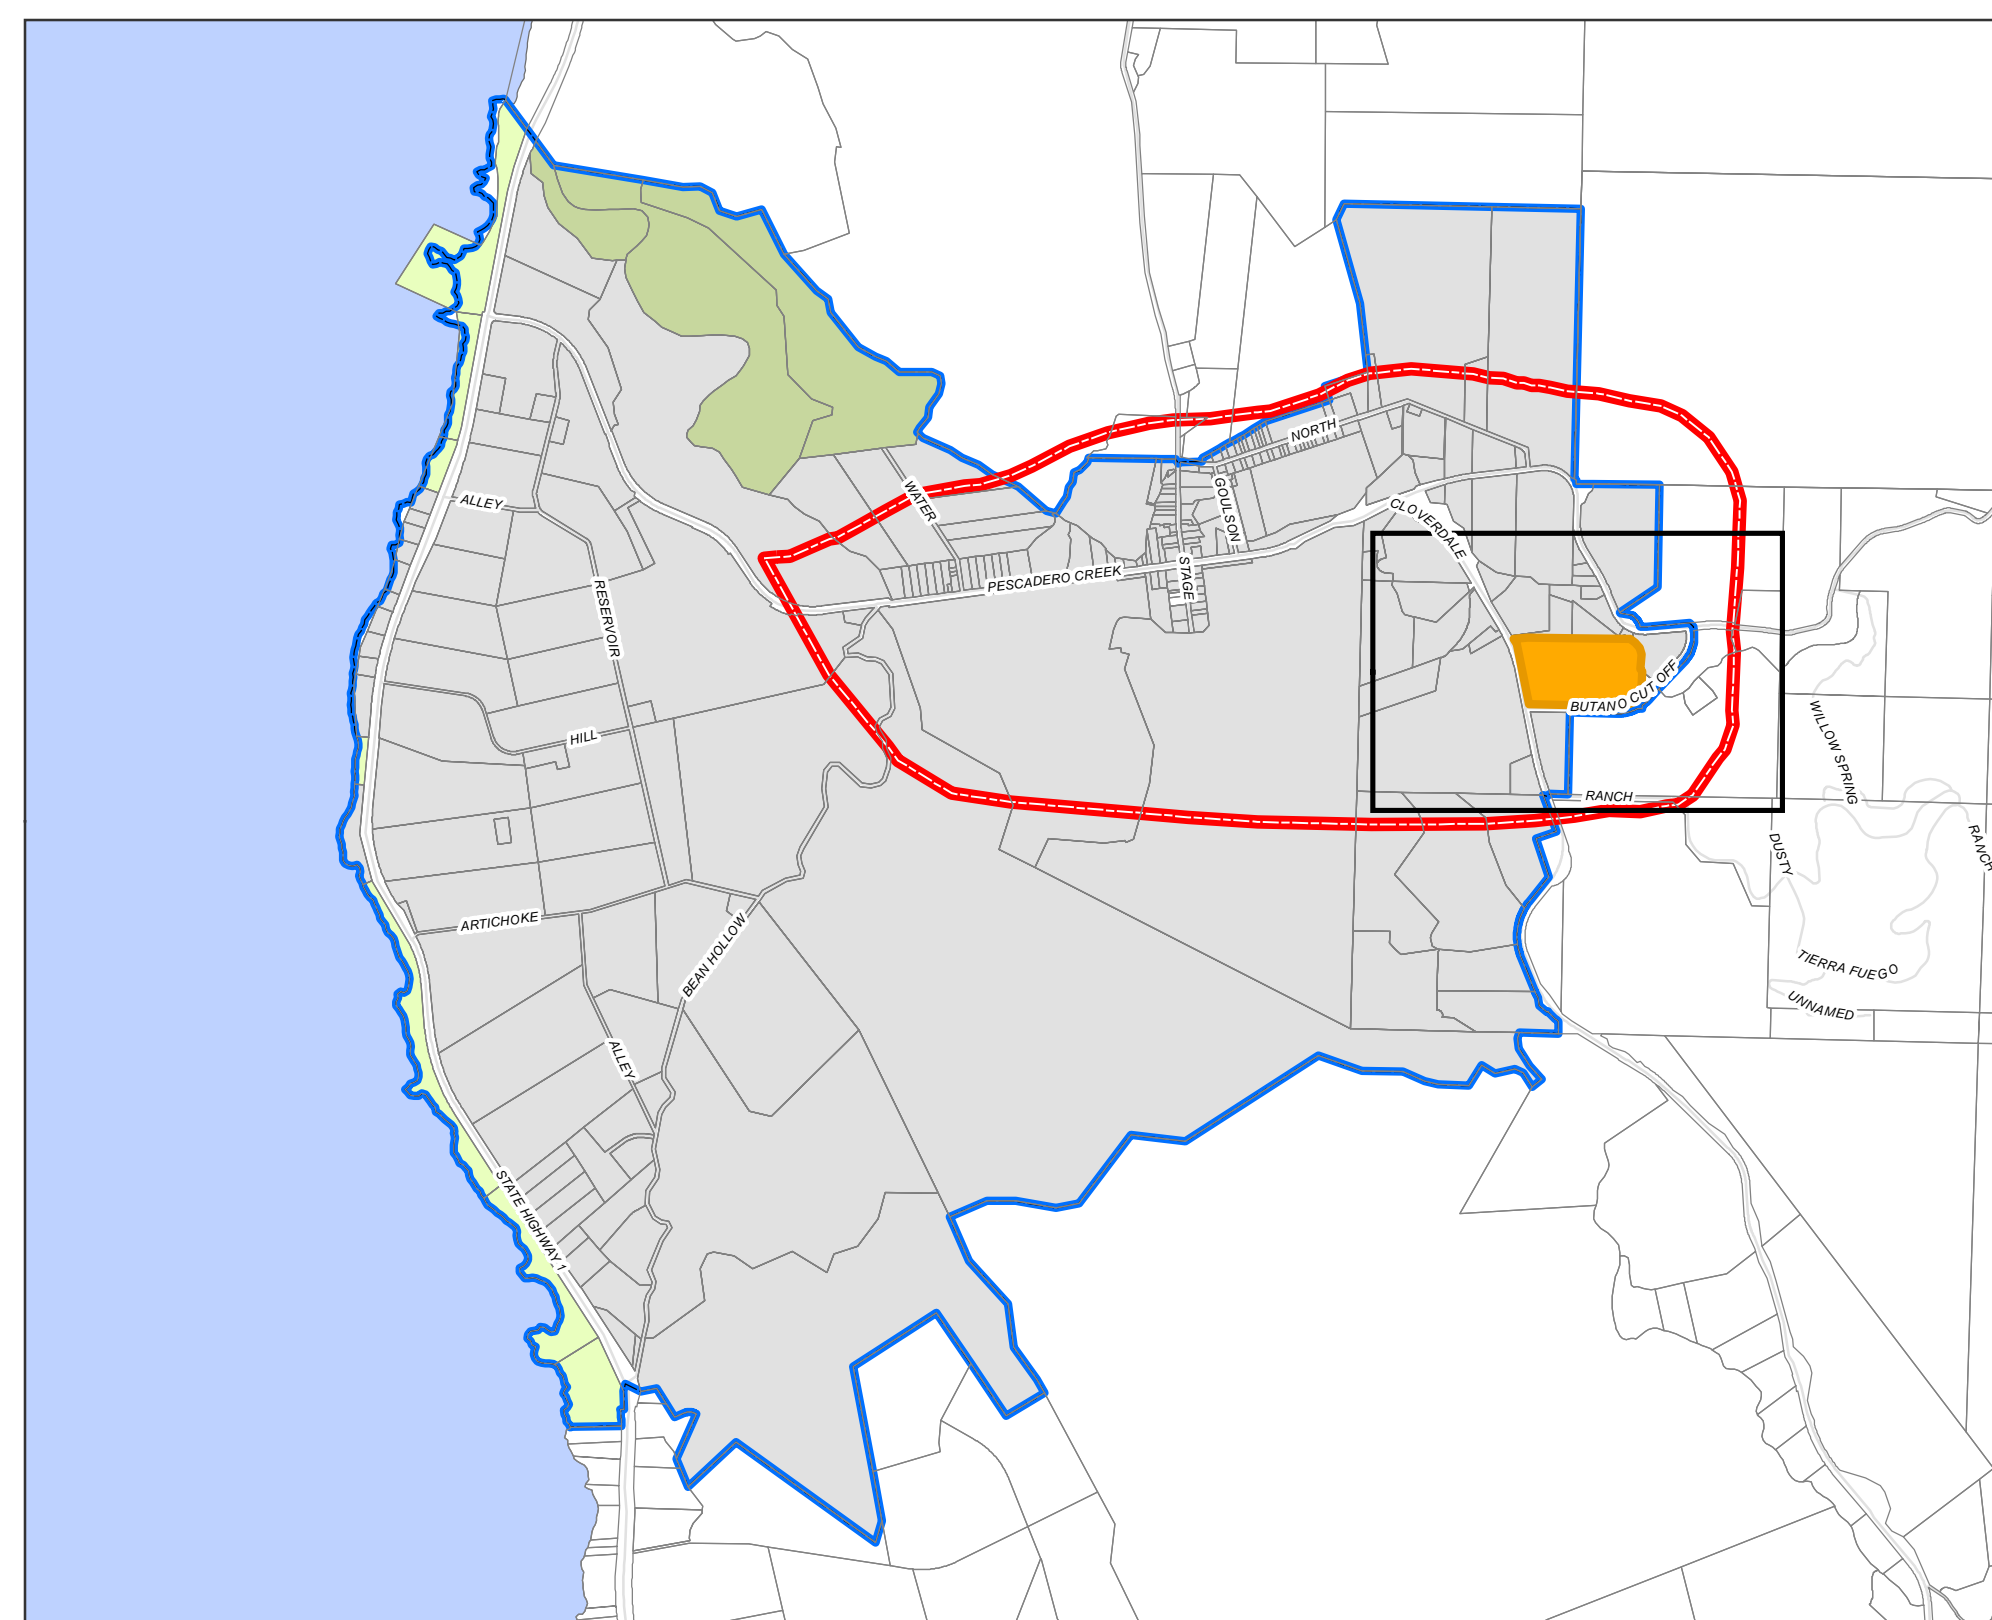 NORTH
WATER
GOULSON
CLOVERDALE
ALLEY
STAGE
PESCADERO CREEK
RESERVOIR
BUTANO CUT OFF
HILL
WILLOW SPRING
RANCH
DUSTY
RANCH
ARTICHOKE
BEAN HOLLOW
TIERRA FUEGO
UNNAMED
ALLEY
STATE HIGHWAY 1